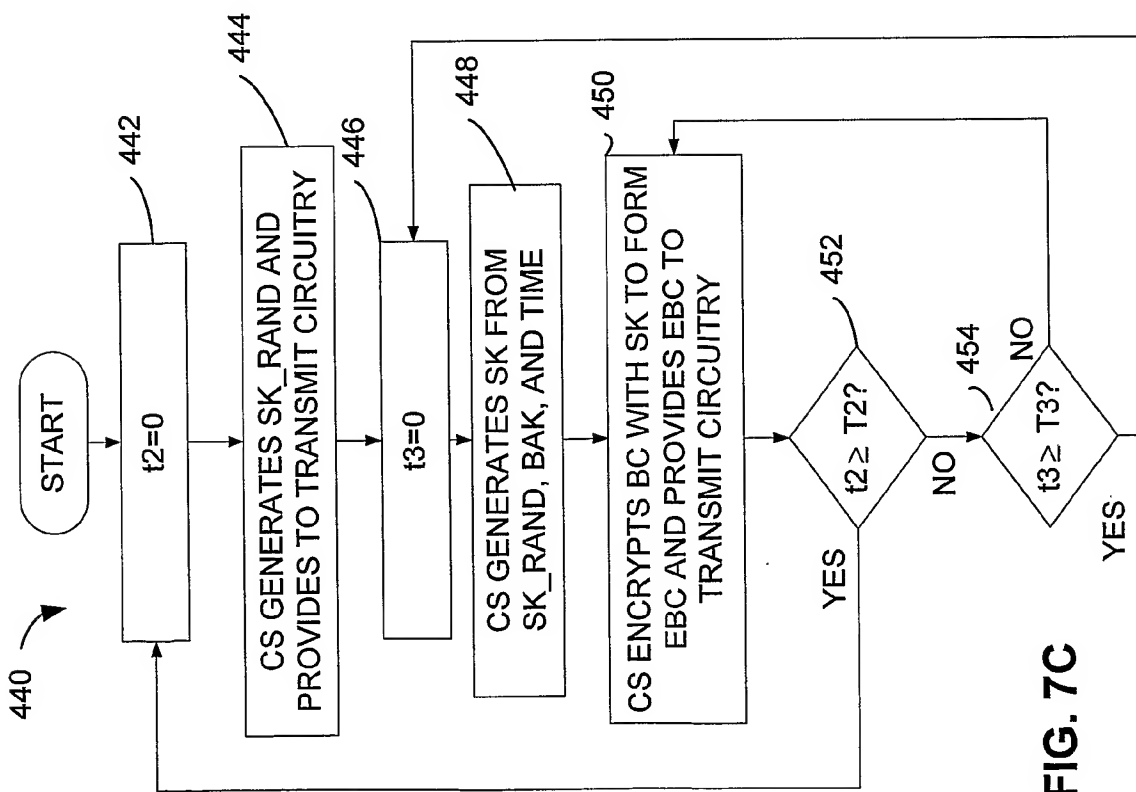 440
START
442
t2=0
444
CS GENERATES SK_RAND AND
PROVIDES TO TRANSMIT CIRCUITRY
446
t3=0
448
CS GENERATES SK FROM
SK_RAND, BAK, AND TIME
450
CS ENCRYPTS BC WITH SK TO FORM
EBC AND PROVIDES EBC TO
TRANSMIT CIRCUITRY
452
t2 ≥ T2?
YES
NO
454
t3 ≥ T3?
NO
YES
FIG. 7C